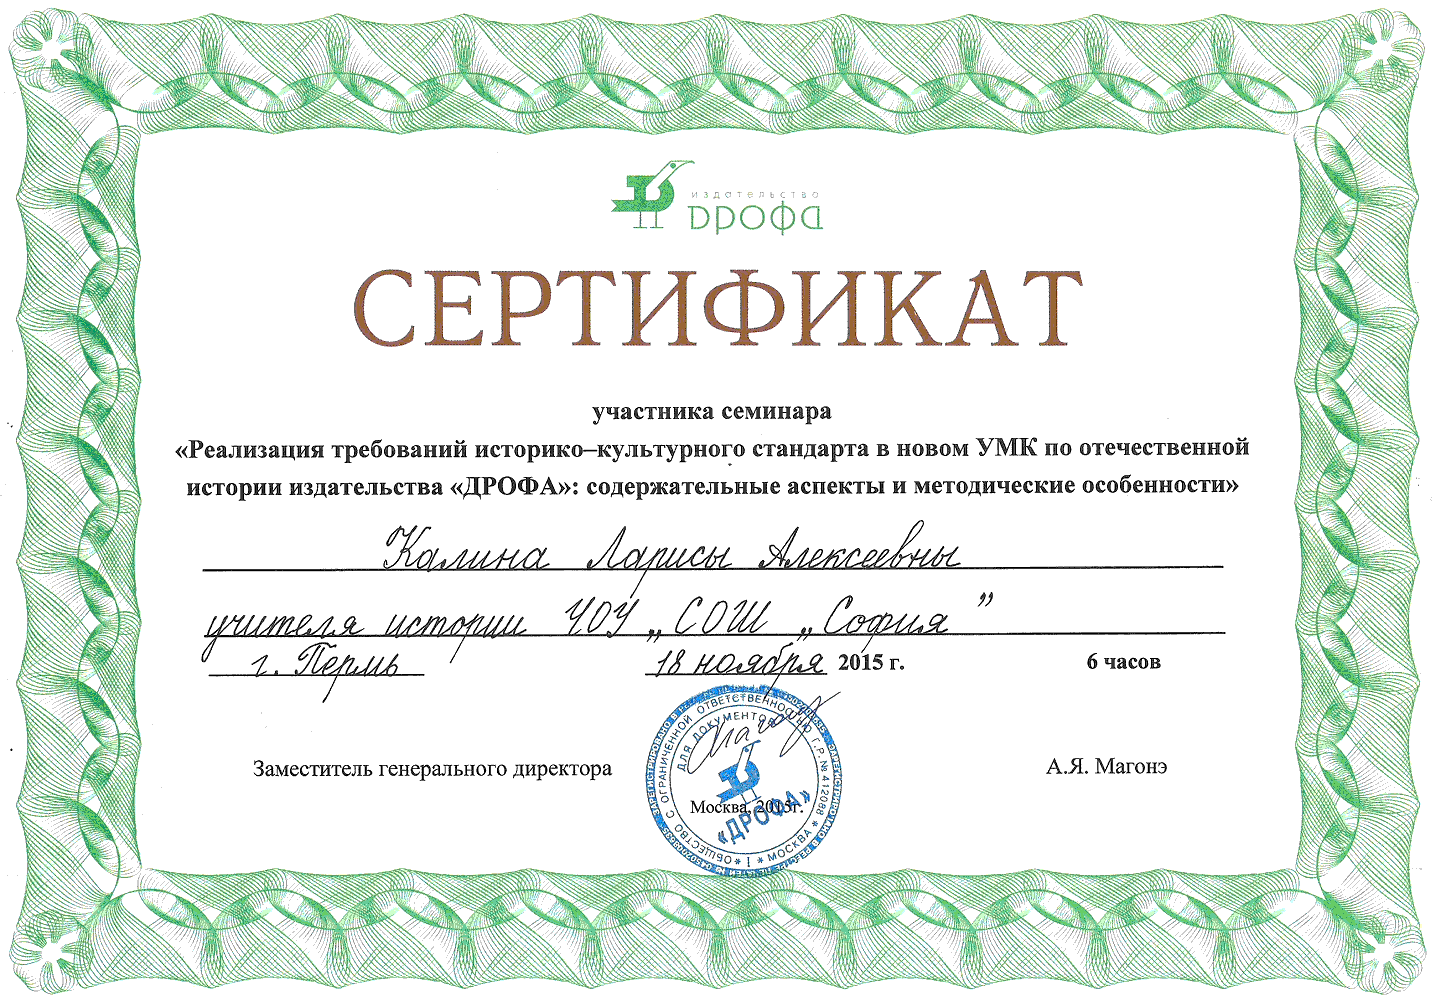 издательство
ДРОФА
СЕРТИФИКАТ
участника семинара
«Реализация требований историко–культурного стандарта в новом УМК по отечественной
истории издательства «ДРОФА»: содержательные аспекты и методические особенности»
Калина Ларисы Алексеевны
учителя истории ЧОУ „СОШ „София”
г. Пермь 18 ноября 2015 г. 6 часов
Заместитель генерального директора А.Я. Магонэ
Москва, 2015г.
ОБЩЕСТВО С ОГРАНИЧЕННОЙ ОТВЕТСТВЕННОСТЬЮ Г.Р.№ 412088 * МОСКВА *
ДЛЯ ДОКУМЕНТОВ
«ДРОФА»